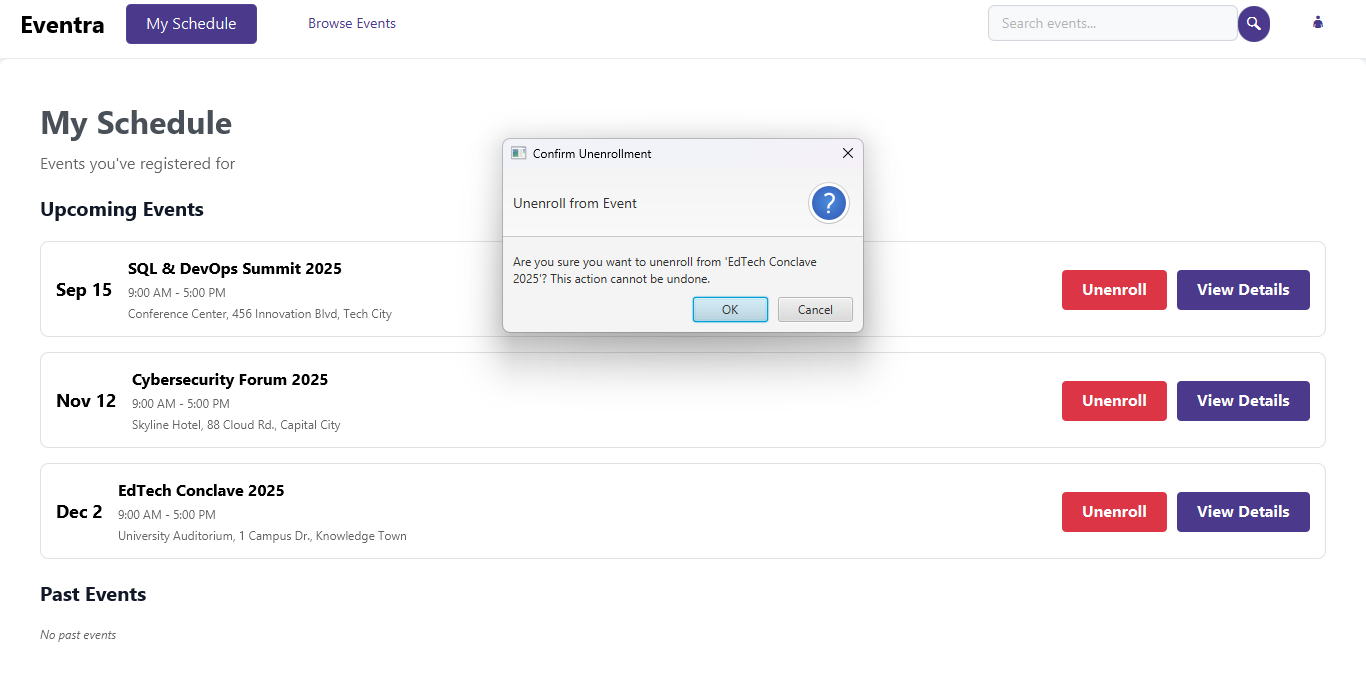 Eventra
My Schedule
Browse Events
Search events...
My Schedule
Events you've registered for
Upcoming Events
Confirm Unenrollment
Unenroll from Event
?
Are you sure you want to unenroll from 'EdTech Conclave
2025'? This action cannot be undone.
OK
Cancel
Sep 15
SQL & DevOps Summit 2025
9:00 AM - 5:00 PM
Conference Center, 456 Innovation Blvd, Tech City
Unenroll
View Details
Nov 12
Cybersecurity Forum 2025
9:00 AM - 5:00 PM
Skyline Hotel, 88 Cloud Rd., Capital City
Unenroll
View Details
Dec 2
EdTech Conclave 2025
9:00 AM - 5:00 PM
University Auditorium, 1 Campus Dr., Knowledge Town
Unenroll
View Details
Past Events
No past events